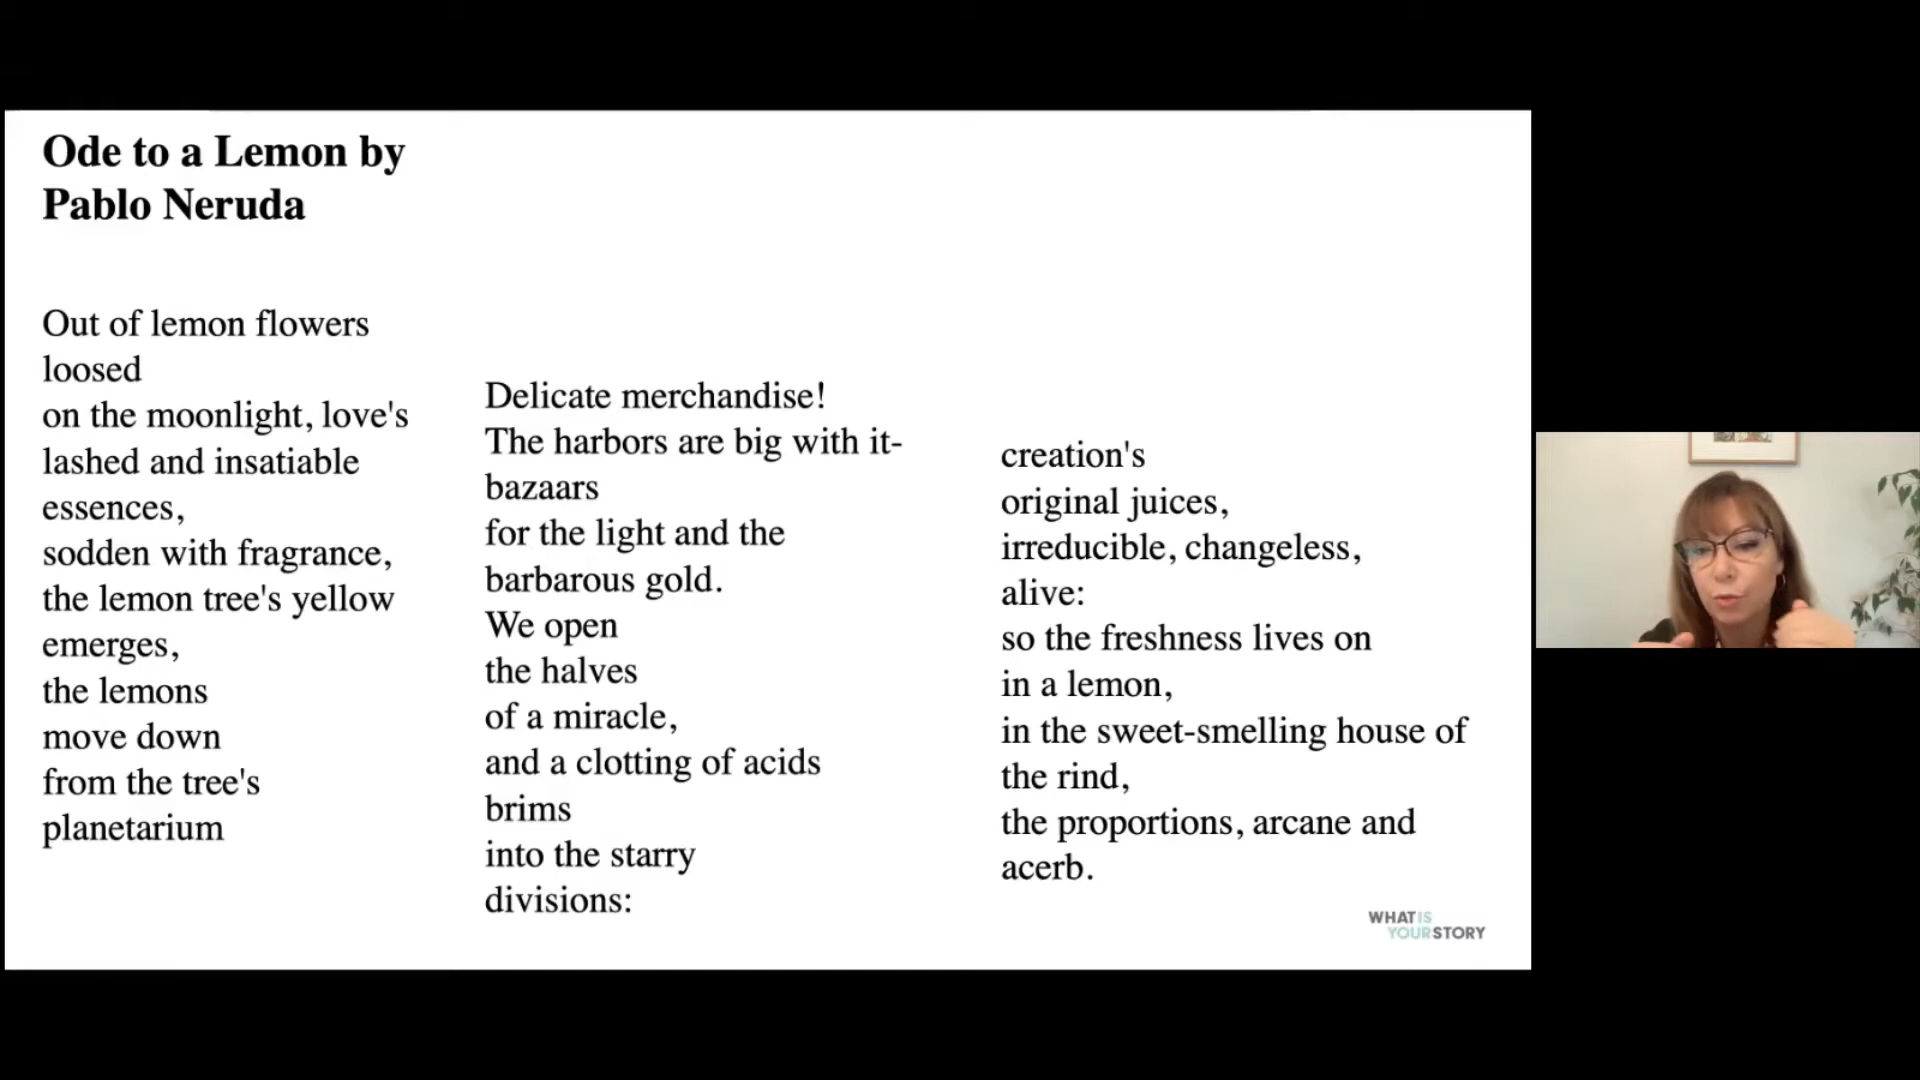 Ode to a Lemon by
Pablo Neruda
Out of lemon flowers
loosed
on the moonlight, love's
lashed and insatiable
essences,
sodden with fragrance,
the lemon tree's yellow
emerges,
the lemons
move down
from the tree's
planetarium
Delicate merchandise!
The harbors are big with it-
bazaars
for the light and the
barbarous gold.
We open
the halves
of a miracle,
and a clotting of acids
brims
into the starry
divisions:
creation's
original juices,
irreducible, changeless,
alive:
so the freshness lives on
in a lemon,
in the sweet-smelling house of
the rind,
the proportions, arcane and
acerb.
WHAT IS
YOUR STORY